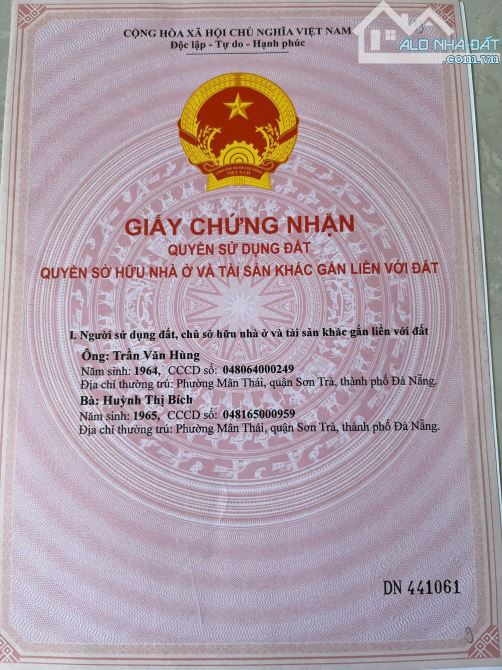 CỘNG HÒA XÃ HỘI CHỦ NGHĨA VIỆT NAM
Độc lập - Tự do - Hạnh phúc
ALO NHÀ ĐẤT
.com.vn
VIỆT NAM
GIẤY CHỨNG NHẬN
QUYỀN SỬ DỤNG ĐẤT
QUYỀN SỞ HỮU NHÀ Ở VÀ TÀI SẢN KHÁC GẮN LIỀN VỚI ĐẤT
I. Người sử dụng đất, chủ sở hữu nhà ở và tài sản khác gắn liền với đất
Ông: Trần Văn Hùng
Năm sinh: 1964, CCCD số: 048064000249
Địa chỉ thường trú: Phường Mân Thái, quận Sơn Trà, thành phố Đà Nẵng.
Bà: Huỳnh Thị Bích
Năm sinh: 1965, CCCD số: 048165000959
Địa chỉ thường trú: Phường Mân Thái, quận Sơn Trà, thành phố Đà Nẵng.
DN 441061